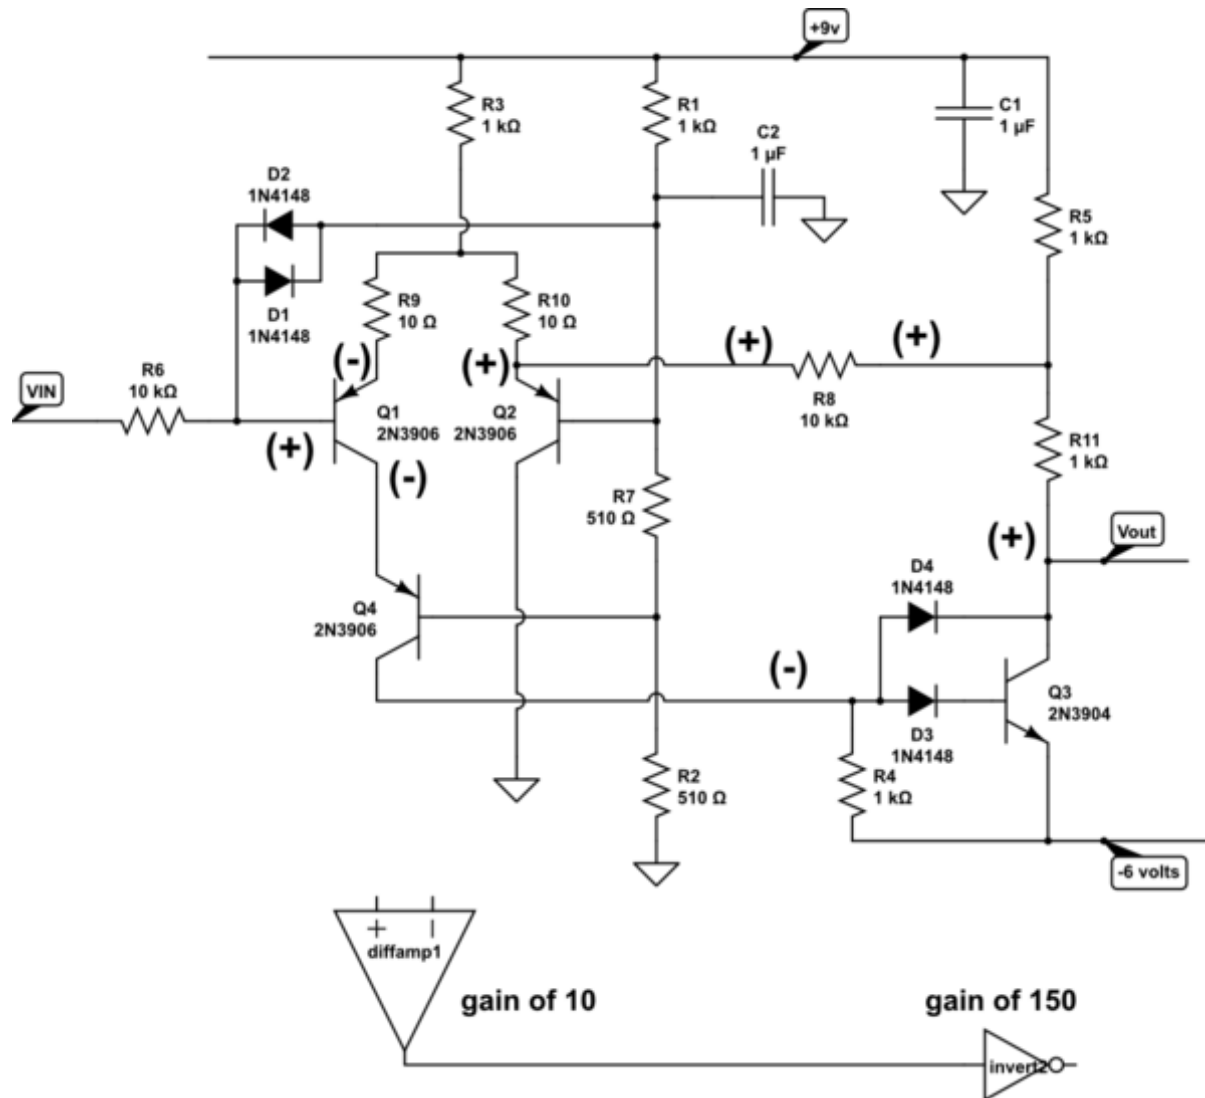 +9v
R3
1 kΩ
R1
1 kΩ
C1
1 µF
C2
1 µF
D2
1N4148
R5
1 kΩ
R9
10 Ω
R10
10 Ω
D1
1N4148
(+)
(+)
(-)
(+)
R6
10 kΩ
VIN
R8
10 kΩ
Q1
2N3906
Q2
2N3906
R11
1 kΩ
(+)
(-)
R7
510 Ω
(+)
Vout
D4
1N4148
Q4
2N3906
(-)
Q3
2N3904
D3
1N4148
R2
510 Ω
R4
1 kΩ
-6 volts
+ -
diffamp1
gain of 10
gain of 150
invert2